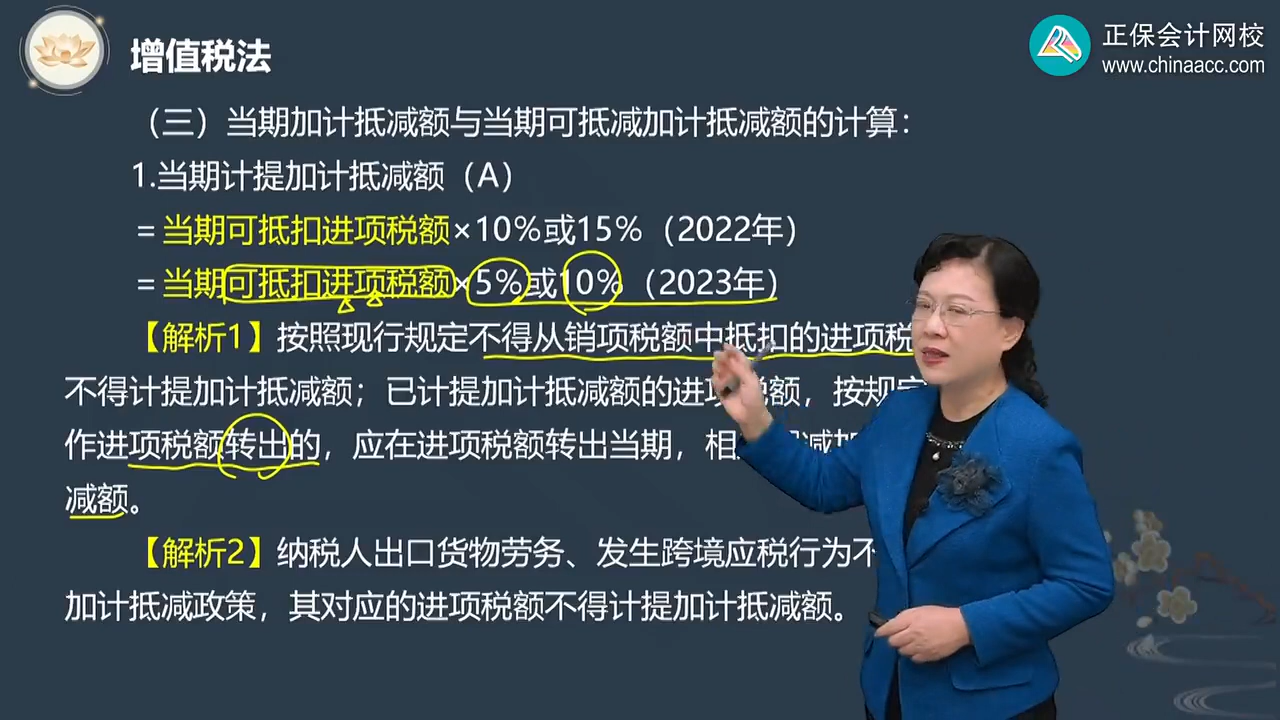 增值税法
正保会计网校
www.chinaacc.com
（三）当期加计抵减额与当期可抵减加计抵减额的计算：
1.当期计提加计抵减额（A）
＝当期可抵扣进项税额×10%或15%（2022年）
＝当期可抵扣进项税额×5%或10%（2023年）
【解析1】按照现行规定不得从销项税额中抵扣的进项税
不得计提加计抵减额；已计提加计抵减额的进项税额，按规定
作进项税额转出的，应在进项税额转出当期，相 减
减额。
【解析2】纳税人出口货物劳务、发生跨境应税行为不
加计抵减政策，其对应的进项税额不得计提加计抵减额。